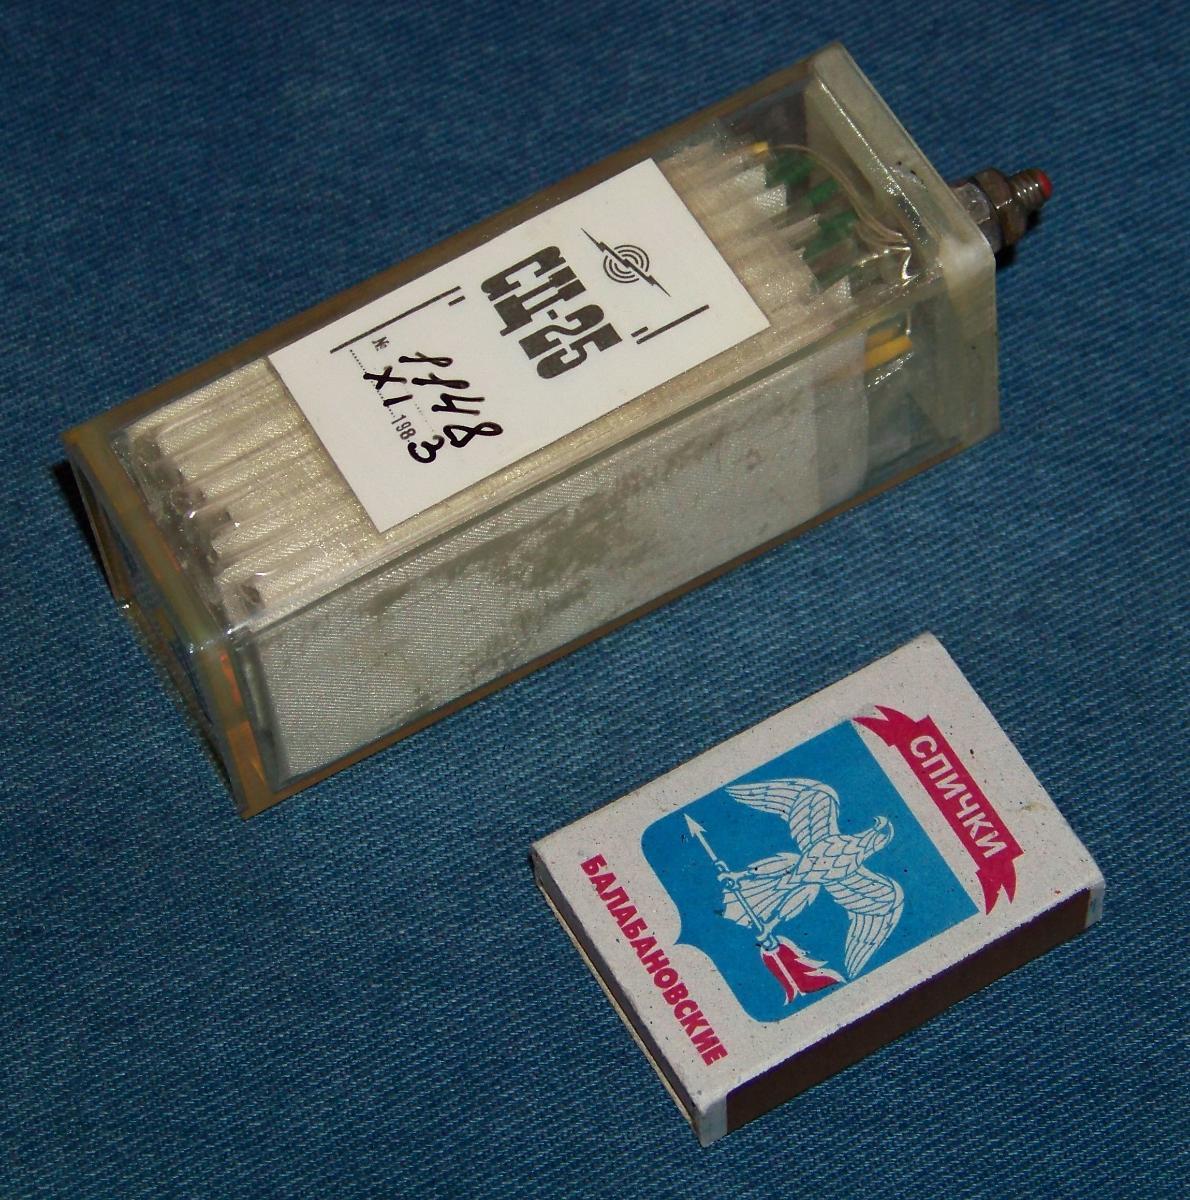 СЦ-25
№ 1148
XI 1983
СПИЧКИ
БАЛАБАНОВСКИЕ